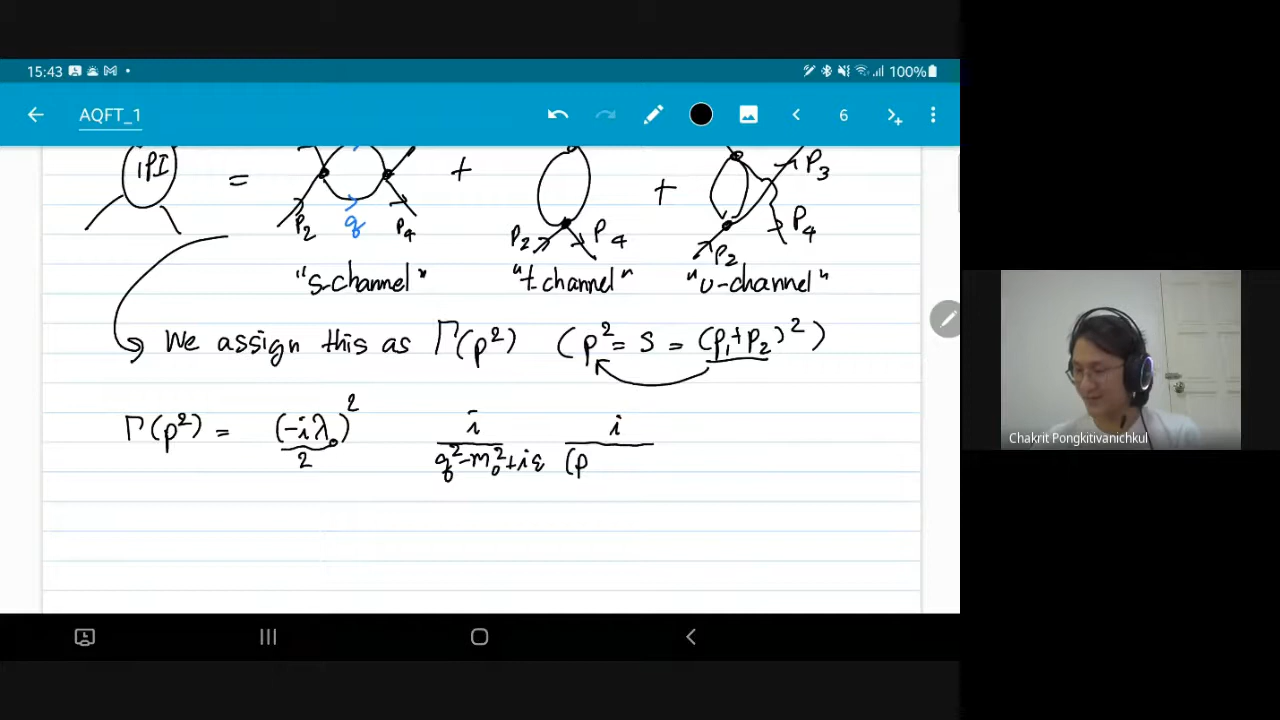 15:43 100%
AQFT_1 6
1PI = + +
P3
P2 q P4 P2 P4 P4
P2
"s-channel" "t channel" "u-channel"
We assign this as Γ(p²) (p² = s = (p₁+p₂)²)
Γ(p²) = (-iλ₀)²/2 i/(q²-m₀²+iε) i/(p
Chakrit Pongkitivanichkul